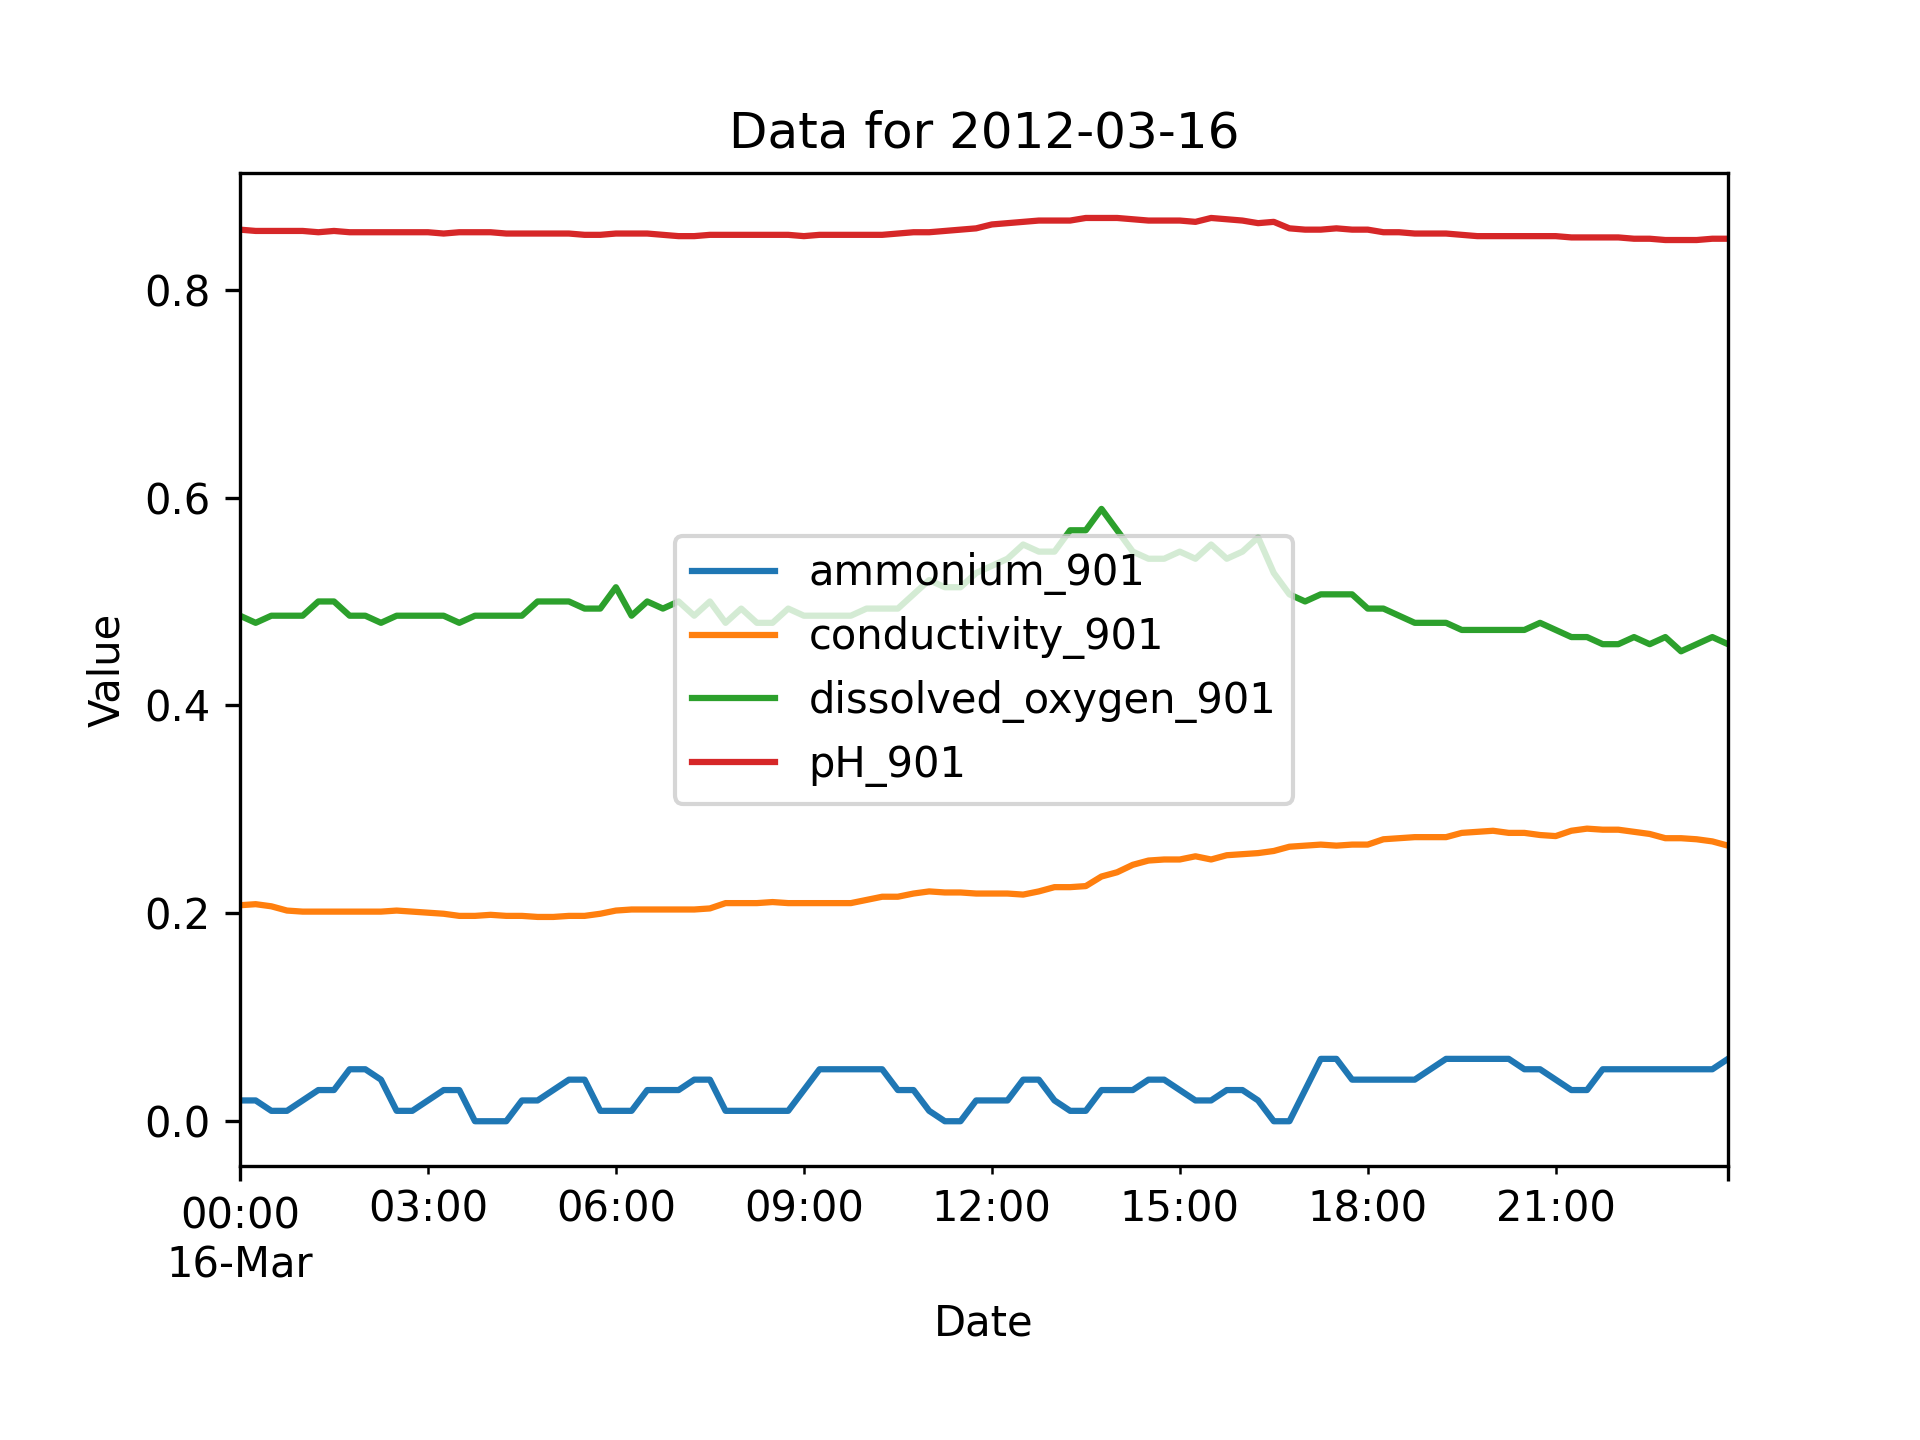 Data for 2012-03-16
Value
0.8
0.6
0.4
0.2
0.0
ammonium_901
conductivity_901
dissolved_oxygen_901
pH_901
00:00 03:00 06:00 09:00 12:00 15:00 18:00 21:00
16-Mar
Date